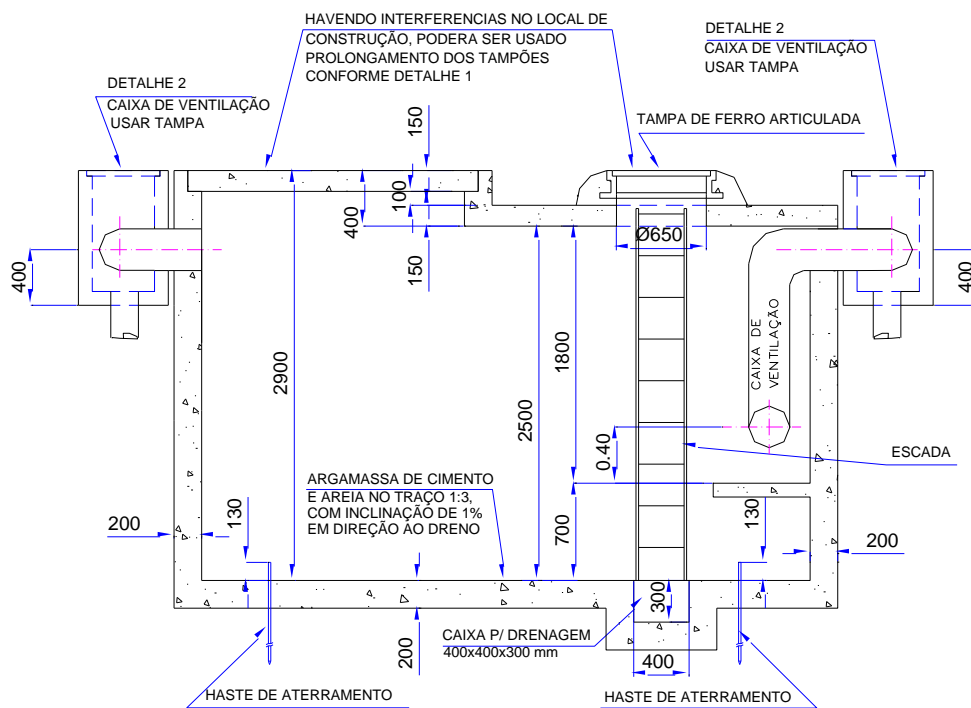 HAVENDO INTERFERENCIAS NO LOCAL DE
CONSTRUÇÃO, PODERA SER USADO
PROLONGAMENTO DOS TAMPÕES
CONFORME DETALHE 1
DETALHE 2
CAIXA DE VENTILAÇÃO
USAR TAMPA
DETALHE 2
CAIXA DE VENTILAÇÃO
USAR TAMPA
TAMPA DE FERRO ARTICULADA
150
100
400
150
Ø650
400
400
2900
2500
1800
700
0.40
CAIXA DE
VENTILAÇÃO
ESCADA
ARGAMASSA DE CIMENTO
E AREIA NO TRAÇO 1:3,
COM INCLINAÇÃO DE 1%
EM DIREÇÃO AO DRENO
200
130
130
200
300
200
CAIXA P/ DRENAGEM
400x400x300 mm
400
HASTE DE ATERRAMENTO
HASTE DE ATERRAMENTO